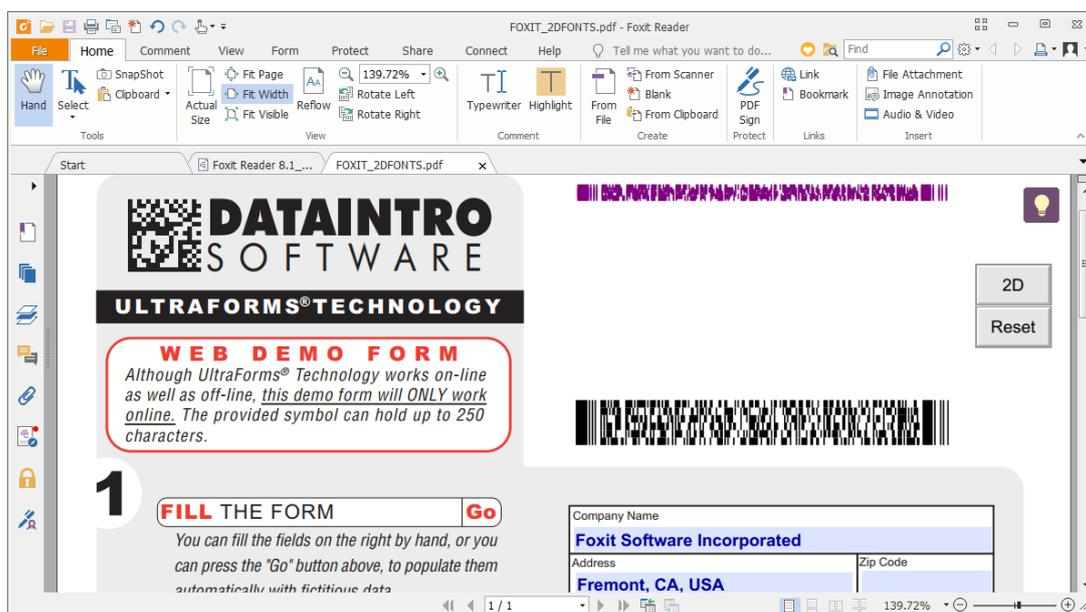 FOXIT_2DFONTS.pdf - Foxit Reader
File Home Comment View Form Protect Share Connect Help Tell me what you want to do... Find
Hand
Select
SnapShot
Clipboard
Tools
Actual Size
Fit Page
Fit Width
Fit Visible
Reflow
139.72%
Rotate Left
Rotate Right
View
Typewriter
Highlight
Comment
From File
From Scanner
Blank
From Clipboard
Create
PDF Sign
Protect
Link
Bookmark
Links
File Attachment
Image Annotation
Audio & Video
Insert
Start Foxit Reader 8.1_... FOXIT_2DFONTS.pdf
DATAINTRO
SOFTWARE
ULTRAFORMS®TECHNOLOGY
WEB DEMO FORM
Although UltraForms® Technology works on-line
as well as off-line, this demo form will ONLY work
online. The provided symbol can hold up to 250
characters.
2D
Reset
1
FILL THE FORM Go
You can fill the fields on the right by hand, or you
can press the "Go" button above, to populate them
automatically with fictitious data
Company Name
Foxit Software Incorporated
Address
Zip Code
Fremont, CA, USA
1 / 1
139.72%